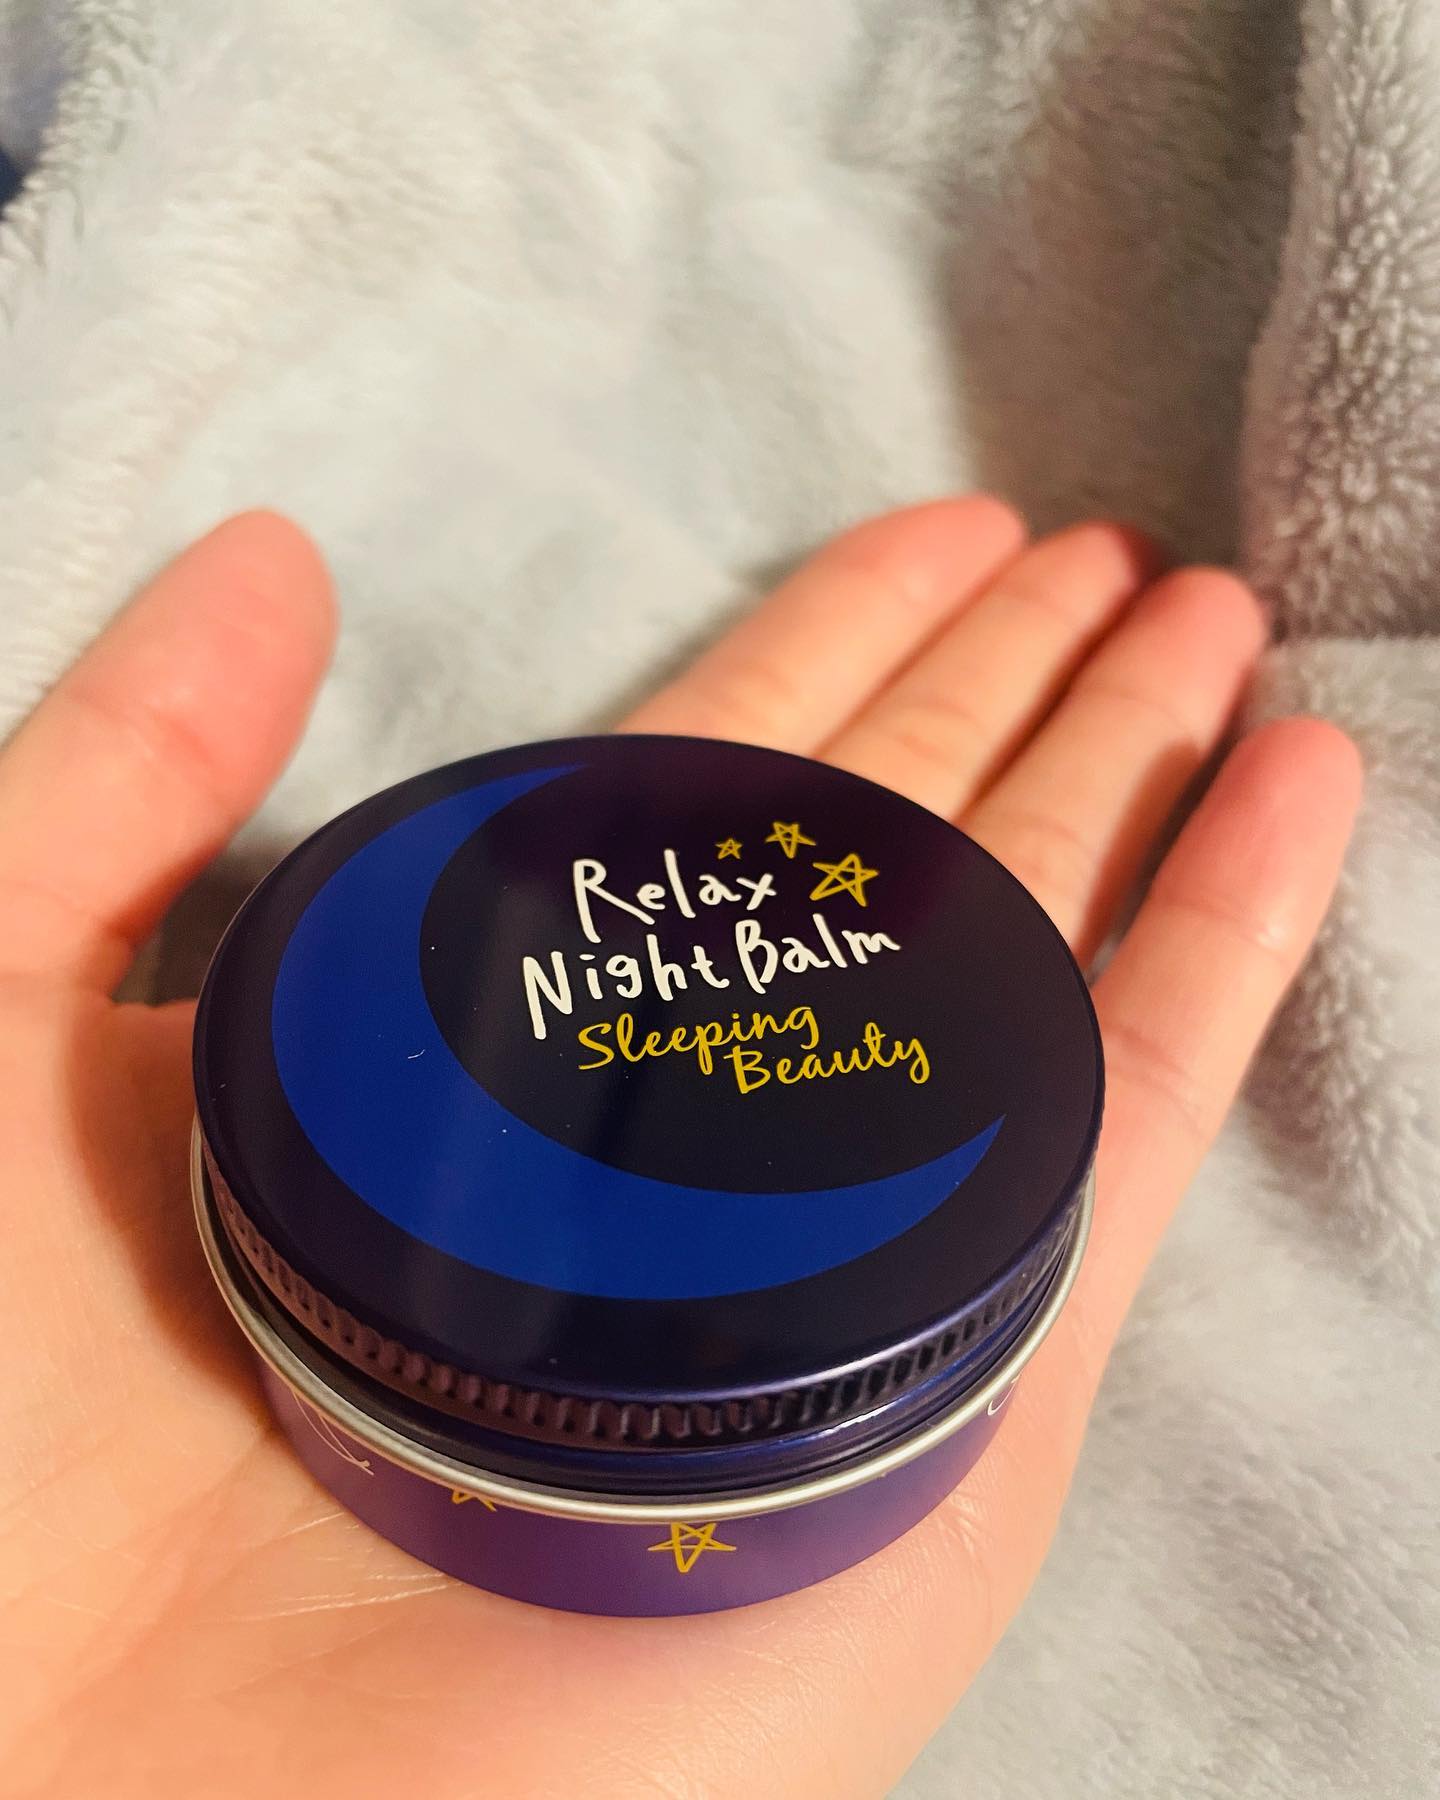 Relax
Night Balm
Sleeping
Beauty